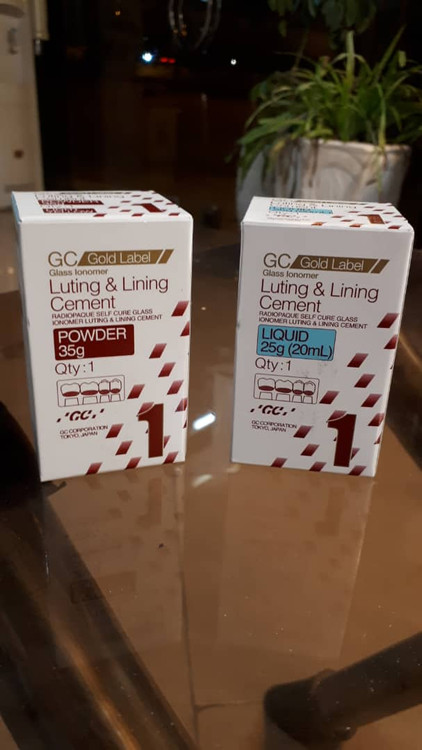 GC Gold Label
Glass Ionomer
Luting & Lining
Cement
RADIOPAQUE SELF CURE GLASS
IONOMER LUTING & LINING CEMENT
POWDER
35g
Qty: 1
'GC'
GC CORPORATION
TOKYO, JAPAN
1
1
GC Gold Label
Glass Ionomer
Luting & Lining
Cement
RADIOPAQUE SELF CURE GLASS
IONOMER LUTING & LINING CEMENT
LIQUID
25g (20mL)
Qty: 1
'GC'
GC CORPORATION
TOKYO, JAPAN
1
1